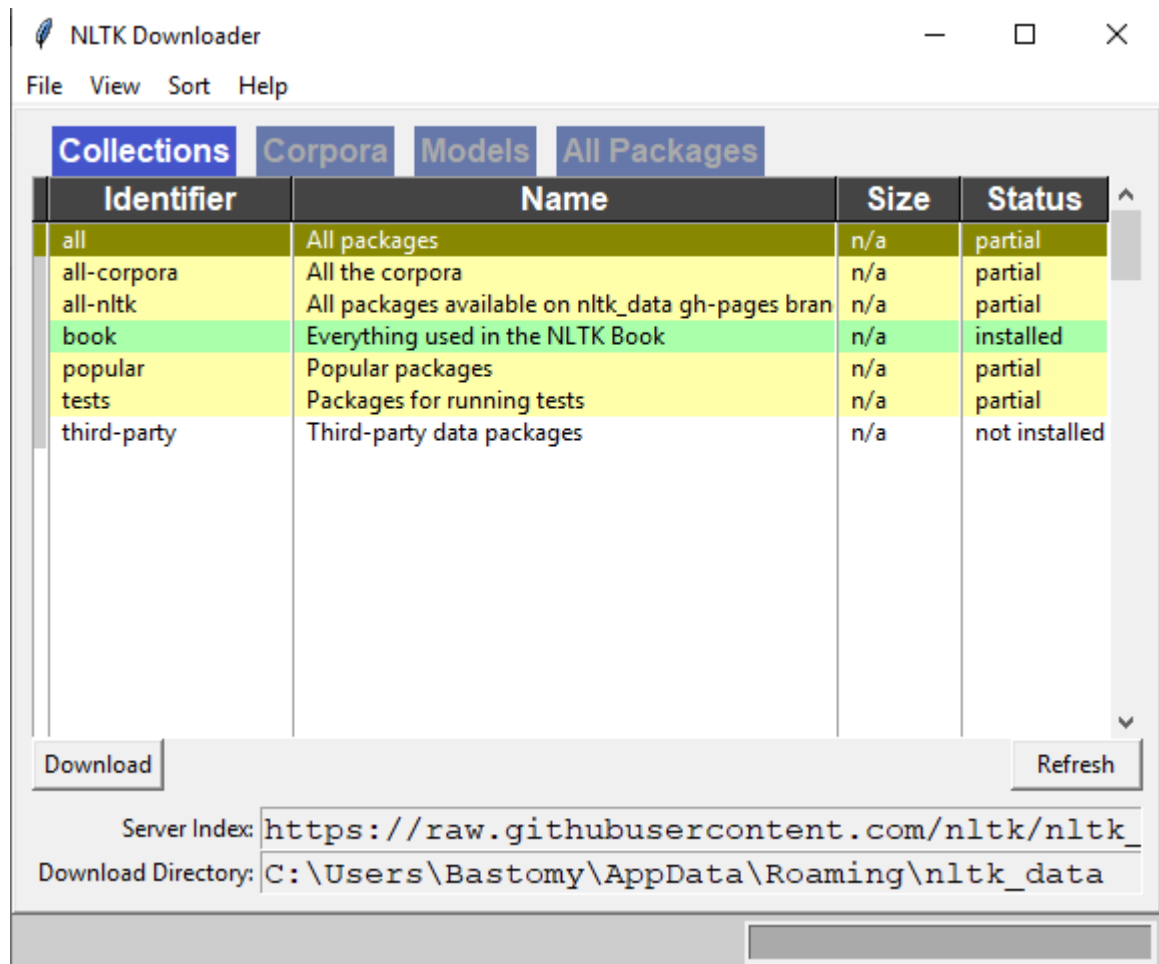 NLTK Downloader
File View Sort Help
Collections Corpora Models All Packages
Identifier Name Size Status
all All packages n/a partial
all-corpora All the corpora n/a partial
all-nltk All packages available on nltk_data gh-pages bran n/a partial
book Everything used in the NLTK Book n/a installed
popular Popular packages n/a partial
tests Packages for running tests n/a partial
third-party Third-party data packages n/a not installed
Download Refresh
Server Index: https://raw.githubusercontent.com/nltk/nltk_
Download Directory: C:\Users\Bastomy\AppData\Roaming\nltk_data